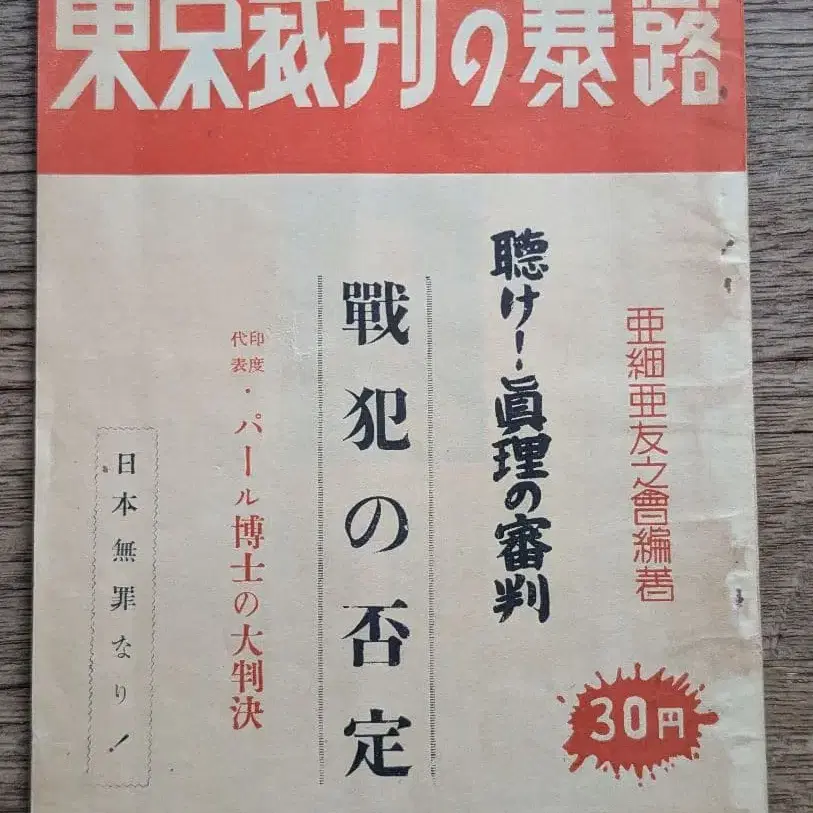 東京裁判の暴露
亜細亜友之會編著
聴け！眞理の審判
戰犯の否定
印度代表・パール博士の大判決
日本無罪なり！
30円